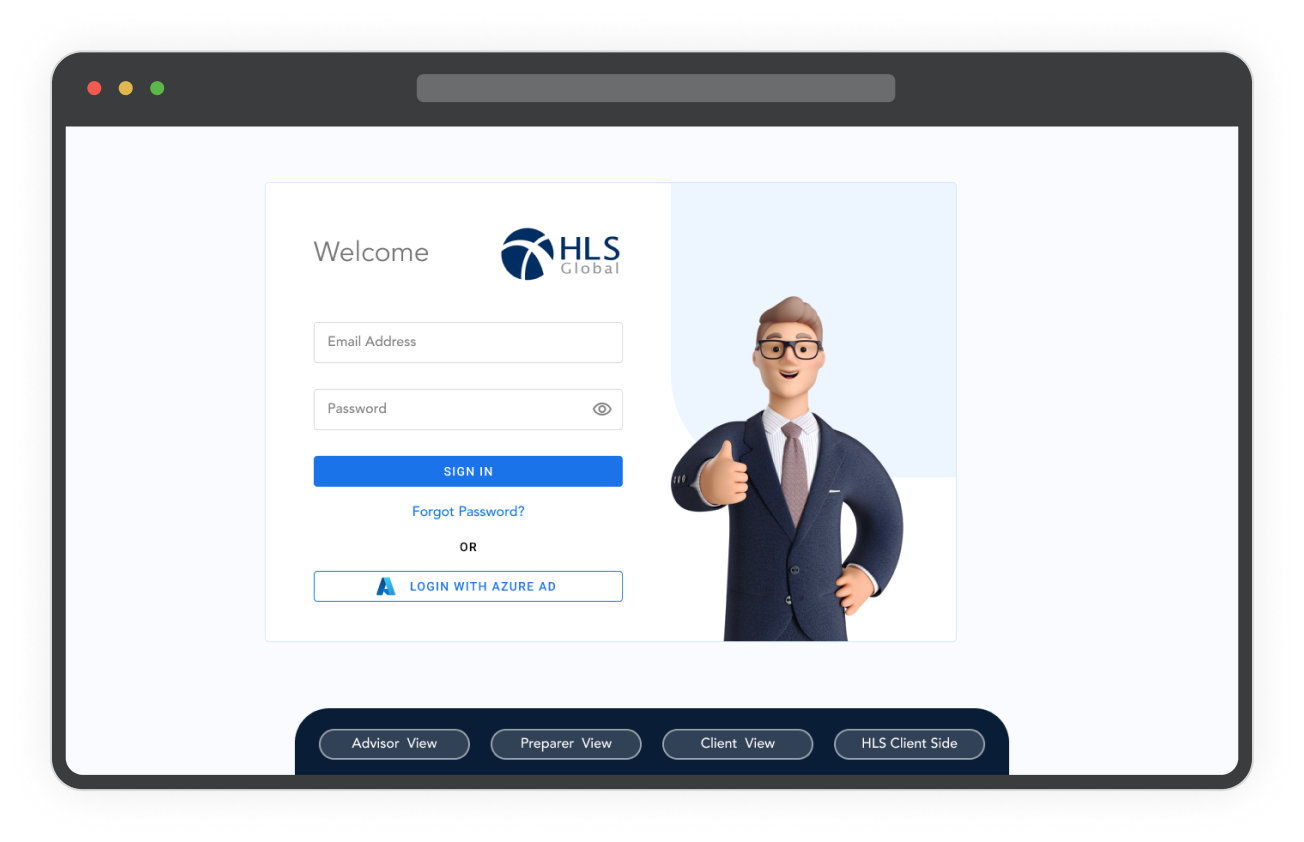 Welcome
HLS
Global
Email Address
Password
SIGN IN
Forgot Password?
OR
LOGIN WITH AZURE AD
Advisor View
Preparer View
Client View
HLS Client Side